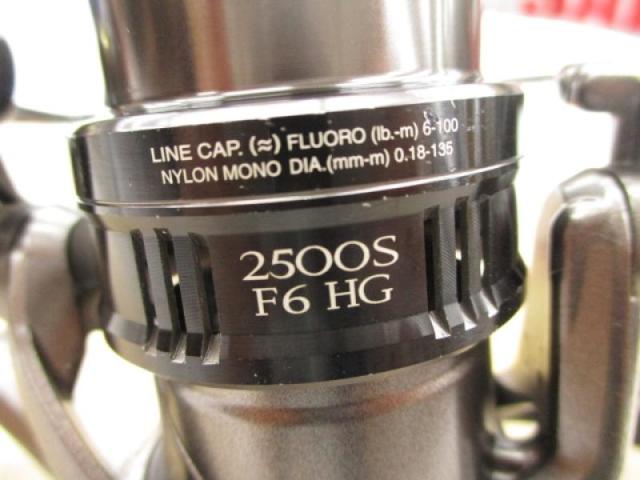 LINE CAP. (≈) FLUORO (lb.-m) 6-100
NYLON MONO DIA.(mm-m) 0.18-135
2500S
F6 HG